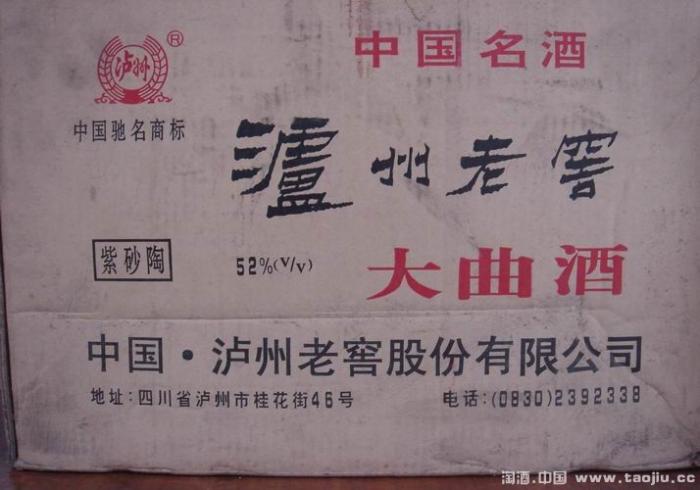 泸州
®
中国名酒
中国驰名商标
瀘州老窖
紫砂陶
52%(V/V)
大曲酒
中国·泸州老窖股份有限公司
地址:四川省泸州市桂花街46号 电话:(0830)2392338
淘酒.中国 www.taojiu.cc